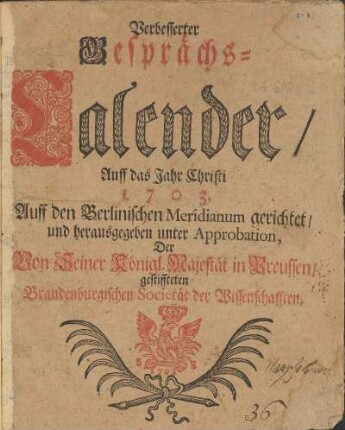 Verbesserter
Gesprächs-
Calender/
Auff das Jahr Christi
1703.
Auff den Berlinischen Meridianum gerichtet/
und herausgegeben unter Approbation,
Der
Von Seiner Königl. Majestät in Preussen/
gestiffteten
Brandenburgischen Societät der Wissenschafften.
36